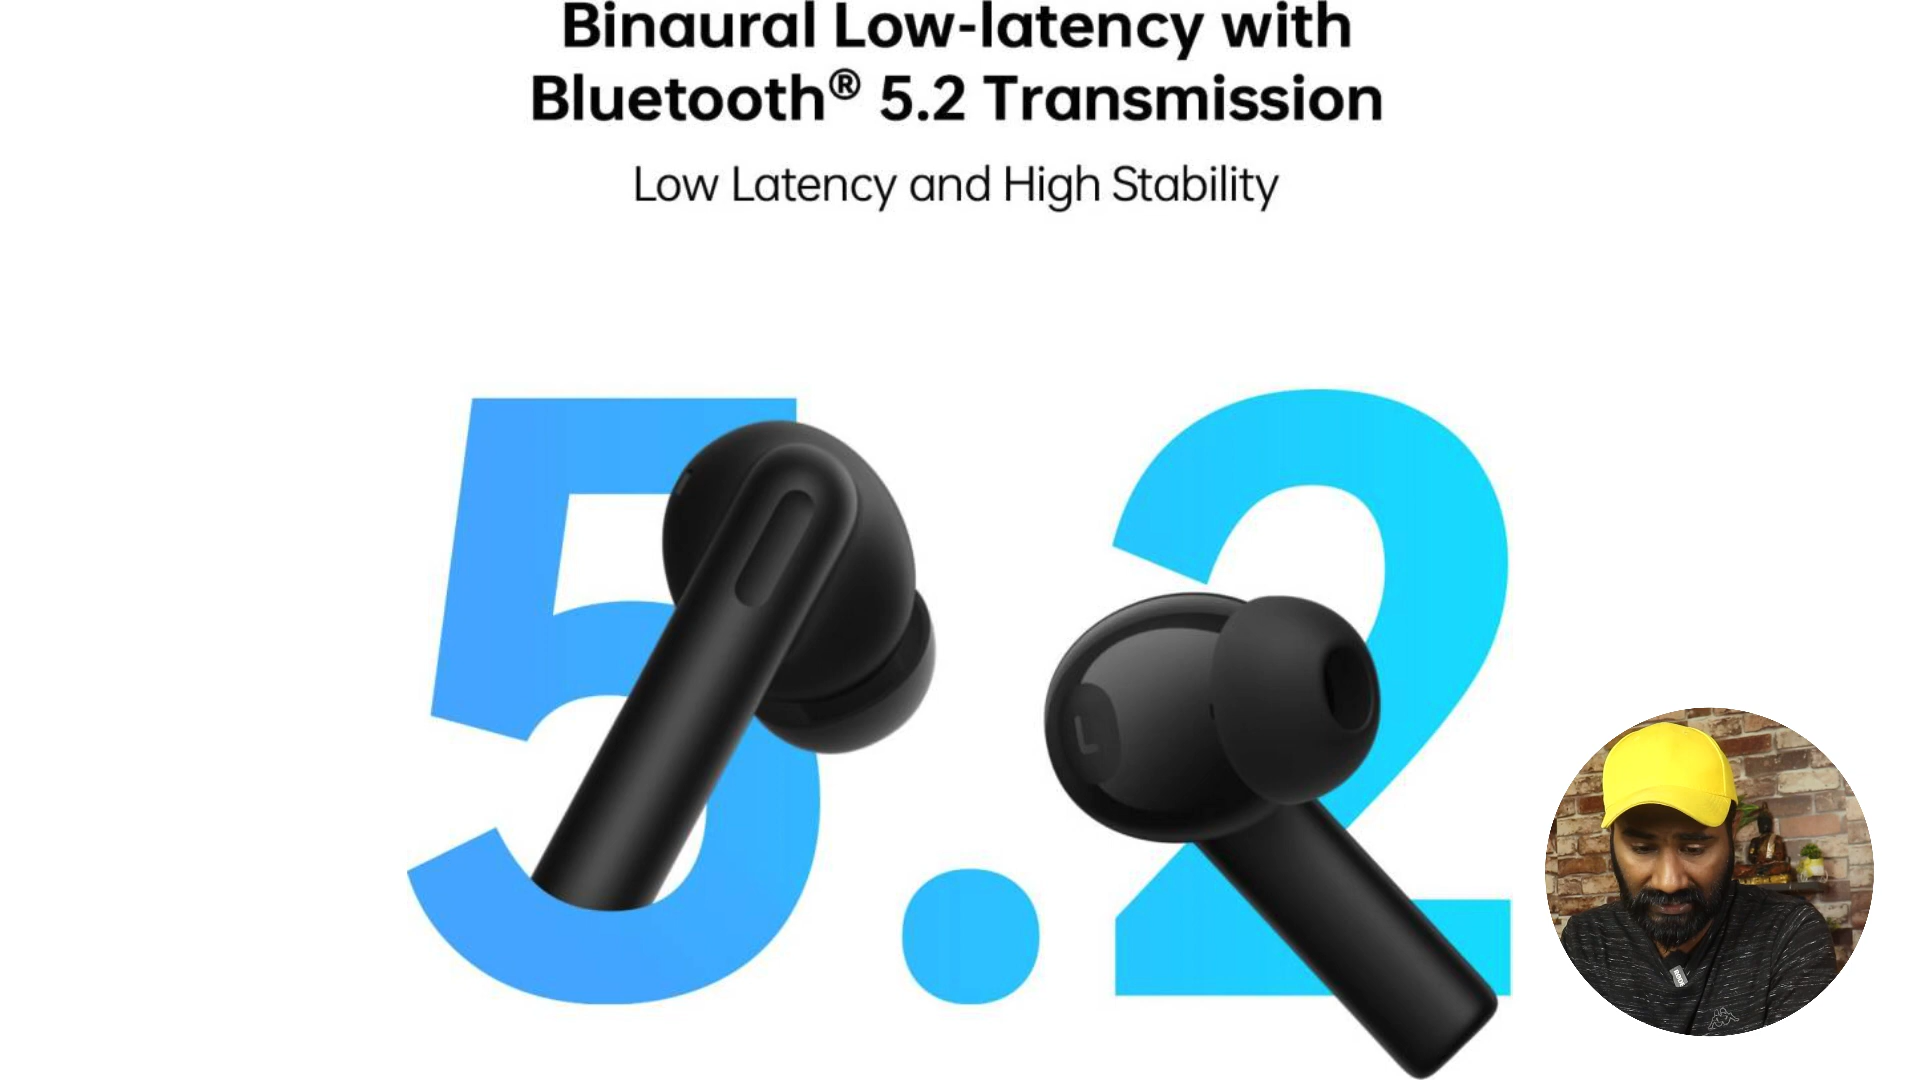 Binaural Low-latency with
Bluetooth® 5.2 Transmission
Low Latency and High Stability
5.2
L